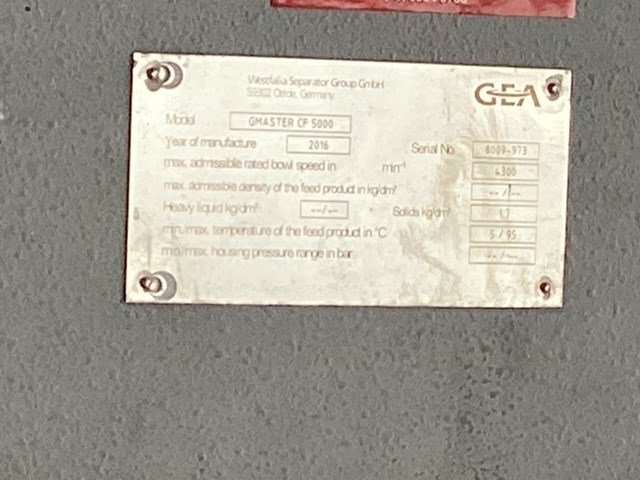 Westfalia Separator Group GmbH
59302 Oelde, Germany
GEA
Model GMASTER CF 5000
Year of manufacture 2016 Serial No. 8009-973
max. admissible rated bowl speed in min⁻¹ 4300
max. admissible density of the feed product in kg/dm³ --/--
Heavy liquid kg/dm³ --/-- Solids kg/dm³ 1,7
min./max. temperature of the feed product in °C 5 / 95
min./max. housing pressure range in bar --/--